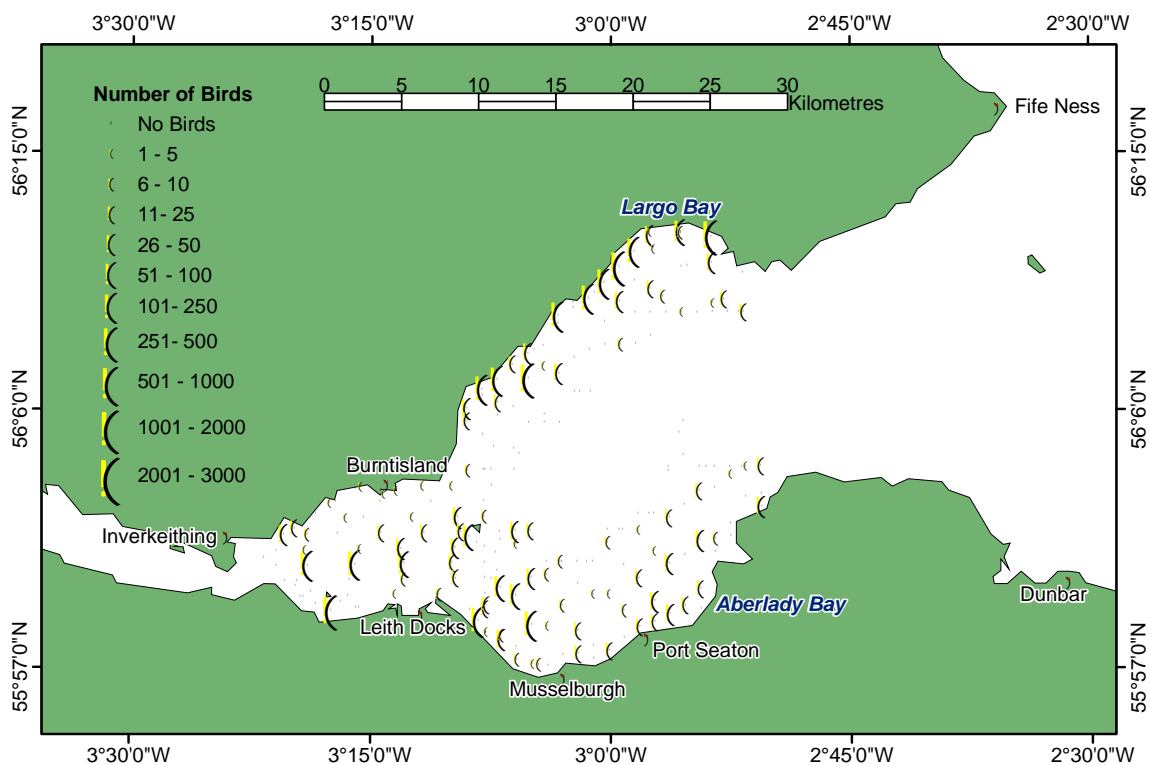 3°30'0"W 3°15'0"W 3°0'0"W 2°45'0"W 2°30'0"W
Number of Birds
No Birds
1 - 5
6 - 10
11- 25
26 - 50
51 - 100
101- 250
251- 500
501 - 1000
1001 - 2000
2001 - 3000
0 5 10 15 20 25 30
Kilometres
Fife Ness
56°15'0"N
56°15'0"N
Largo Bay
56°6'0"N
56°6'0"N
Burntisland
Inverkeithing
Leith Docks
Aberlady Bay
Dunbar
Port Seaton
Musselburgh
55°57'0"N
55°57'0"N
3°30'0"W 3°15'0"W 3°0'0"W 2°45'0"W 2°30'0"W